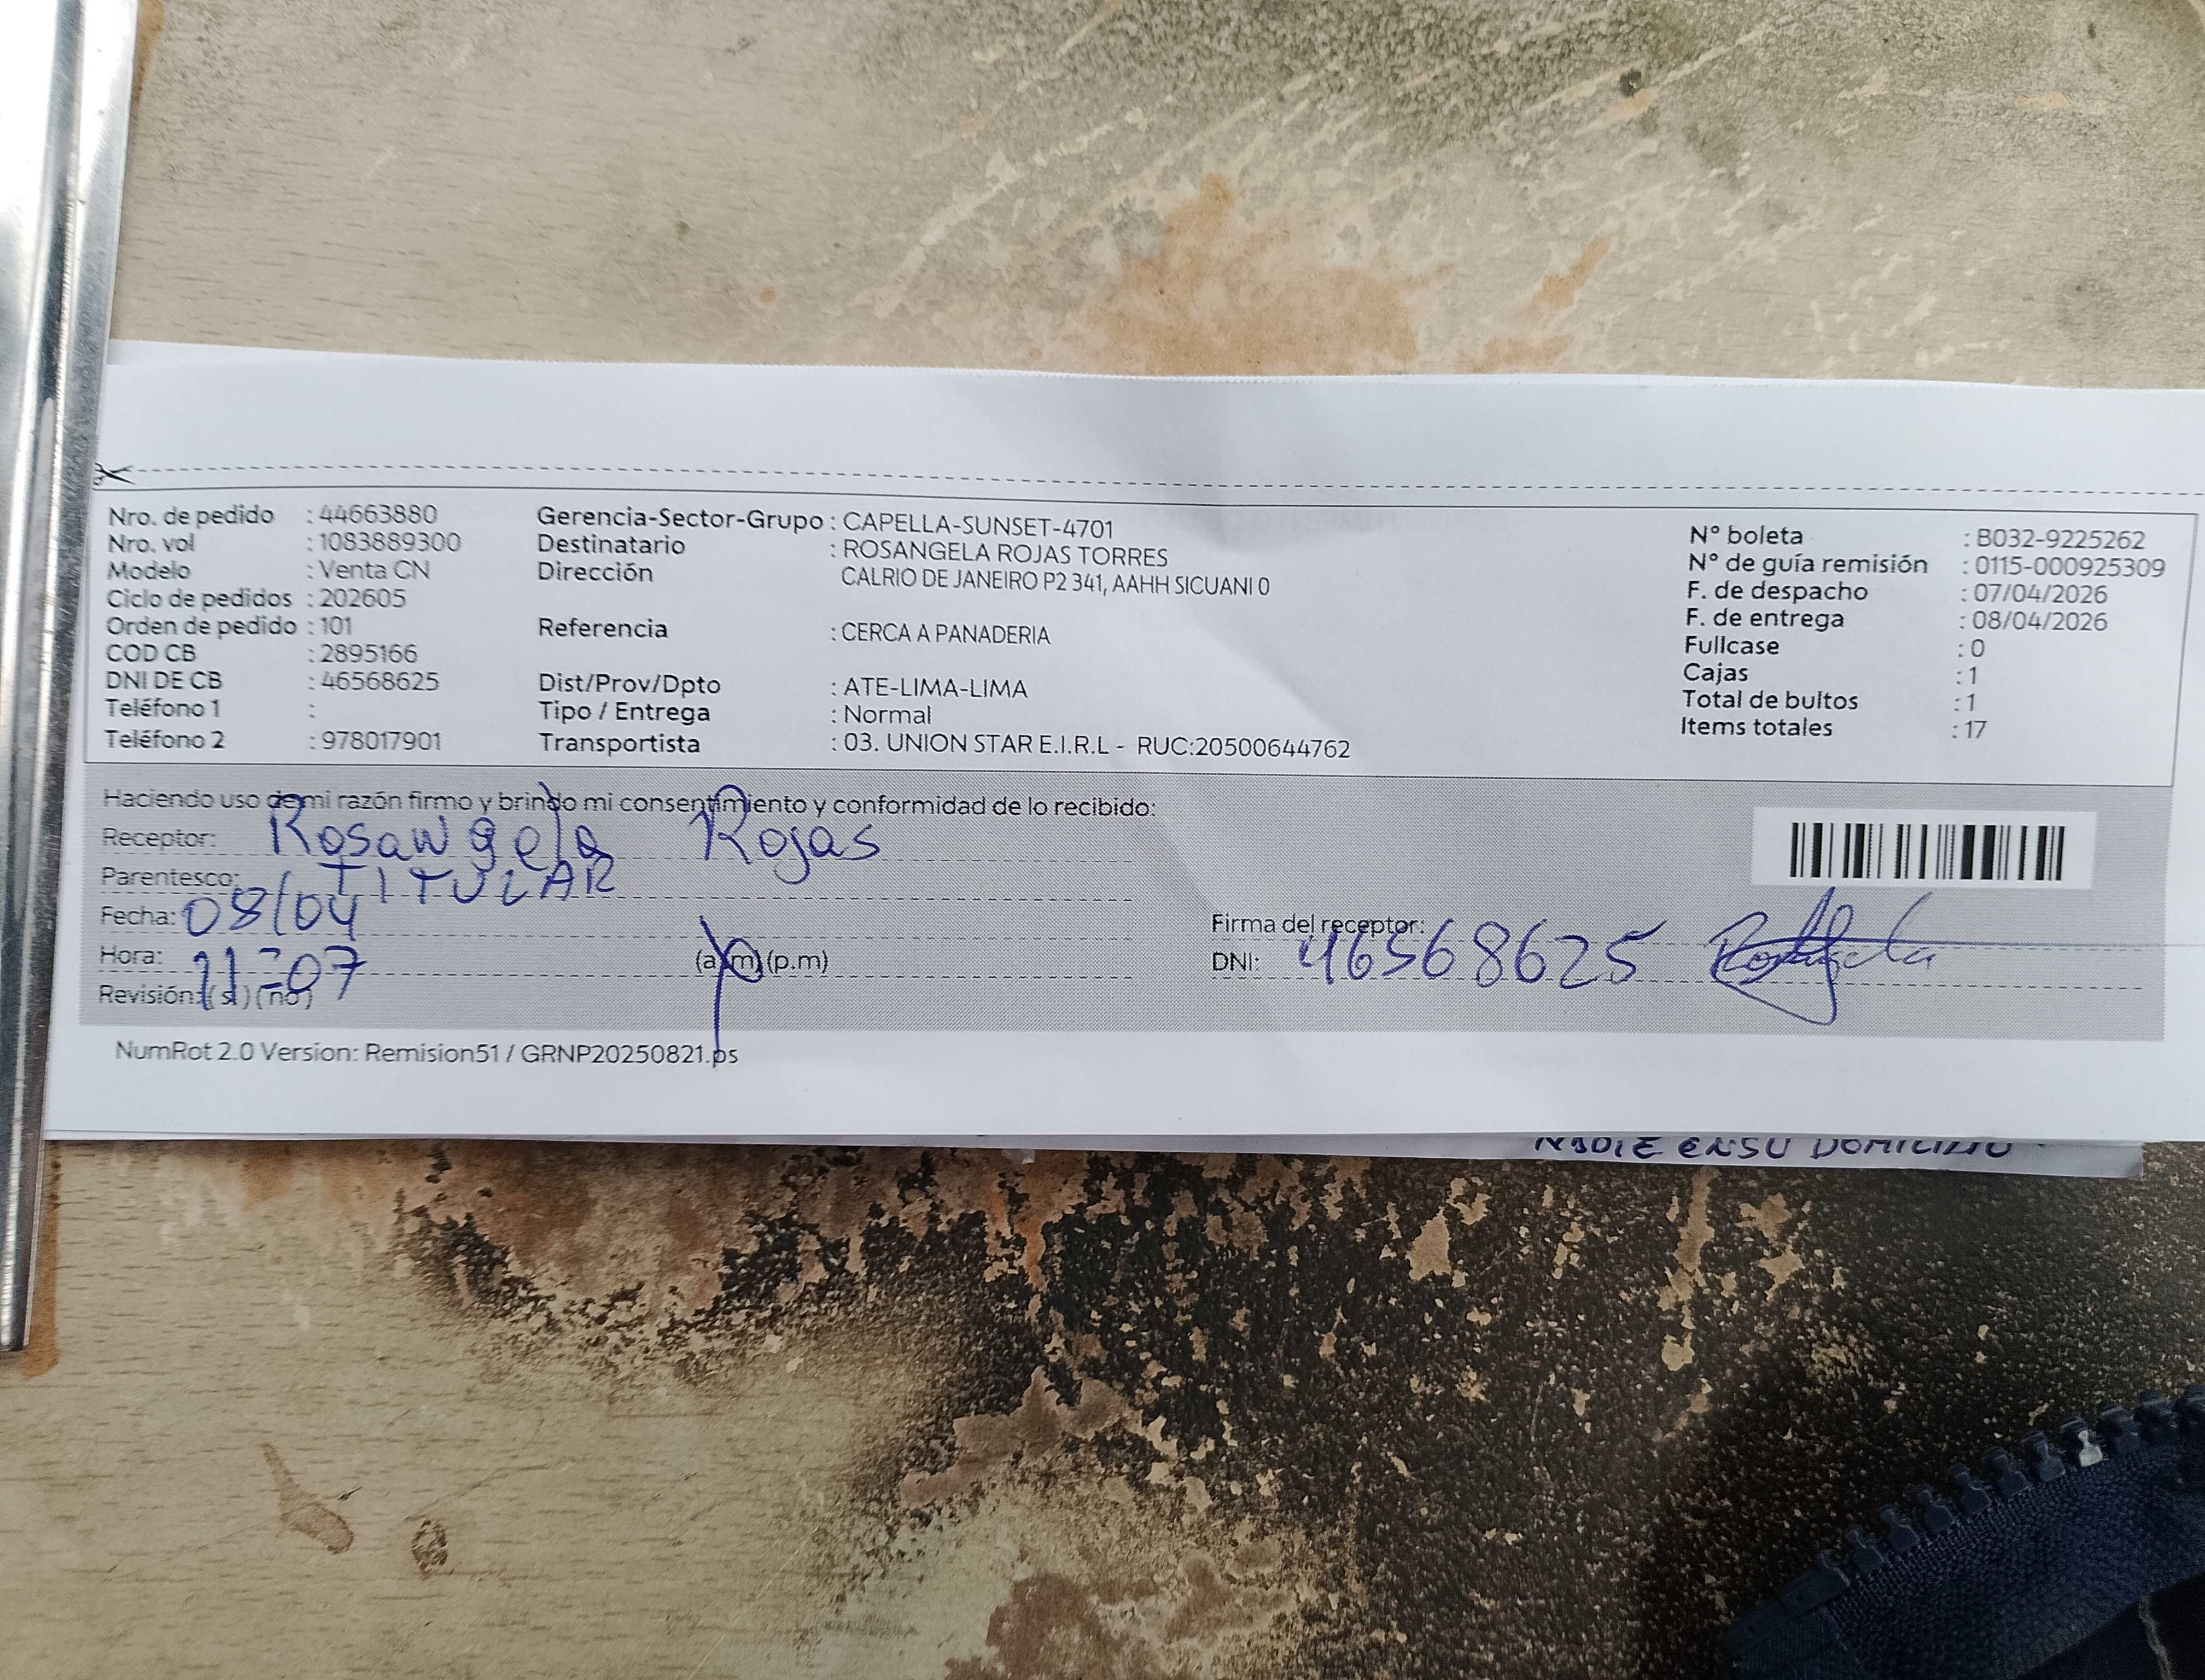 Nro. de pedido : 44663880
Nro. vol : 1083889300
Modelo : Venta CN
Ciclo de pedidos : 202605
Orden de pedido : 101
COD CB : 2895166
DNI DE CB : 46568625
Teléfono 1 :
Teléfono 2 : 978017901
Gerencia-Sector-Grupo : CAPELLA-SUNSET-4701
Destinatario : ROSANGELA ROJAS TORRES
Dirección CALRIO DE JANEIRO P2 341, AAHH SICUANI 0
Referencia : CERCA A PANADERIA
Dist/Prov/Dpto : ATE-LIMA-LIMA
Tipo / Entrega : Normal
Transportista : 03. UNION STAR E.I.R.L - RUC:20500644762
N° boleta : B032-9225262
N° de guía remisión : 0115-000925309
F. de despacho : 07/04/2026
F. de entrega : 08/04/2026
Fullcase : 0
Cajas : 1
Total de bultos : 1
Items totales : 17
Haciendo uso de mi razón firmo y brindo mi consentimiento y conformidad de lo recibido:
Receptor: Rosangela Rojas
Parentesco: TITULAR
Fecha: 08/04
Hora: 11:07 (a.m) (p.m)
Revisión: (si) (no)
Firma del receptor:
DNI: 46568625
NumRot 2.0 Version: Remision51 / GRNP20250821.ps
NADIE EN SU DOMICILIO